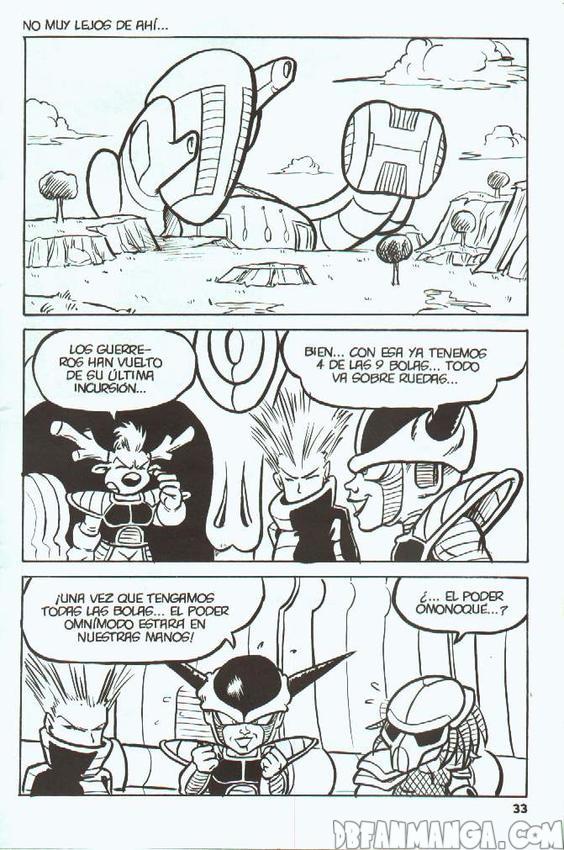 NO MUY LEJOS DE AHÍ...
LOS GUERRE-
ROS HAN VUELTO
DE SU ÚLTIMA
INCURSIÓN...
BIEN... CON ESA YA TENEMOS
4 DE LAS 9 BOLAS... TODO
VA SOBRE RUEDAS...
¡UNA VEZ QUE TENGAMOS
TODAS LAS BOLAS... EL PODER
OMNÍMODO ESTARA EN
NUESTRAS MANOS!
¿... EL PODER
OMONOQUÉ...?
33
DBFANMANGA.COM